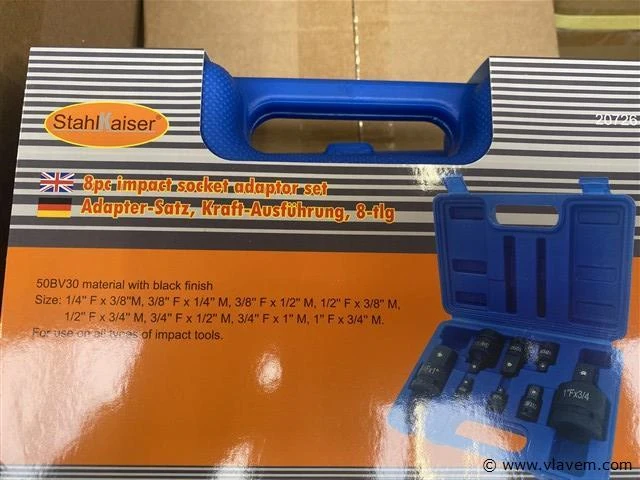 StahlKaiser®
20726
8pc impact socket adaptor set
Adapter-Satz, Kraft-Ausführung, 8-tlg
50BV30 material with black finish
Size: 1/4" F x 3/8"M, 3/8" F x 1/4" M, 3/8" F x 1/2" M, 1/2" F x 3/8" M,
1/2" F x 3/4" M, 3/4" F x 1/2" M, 3/4" F x 1" M, 1" F x 3/4" M.
For use on all types of impact tools.
1"Fx3/4
© www.vlavem.com